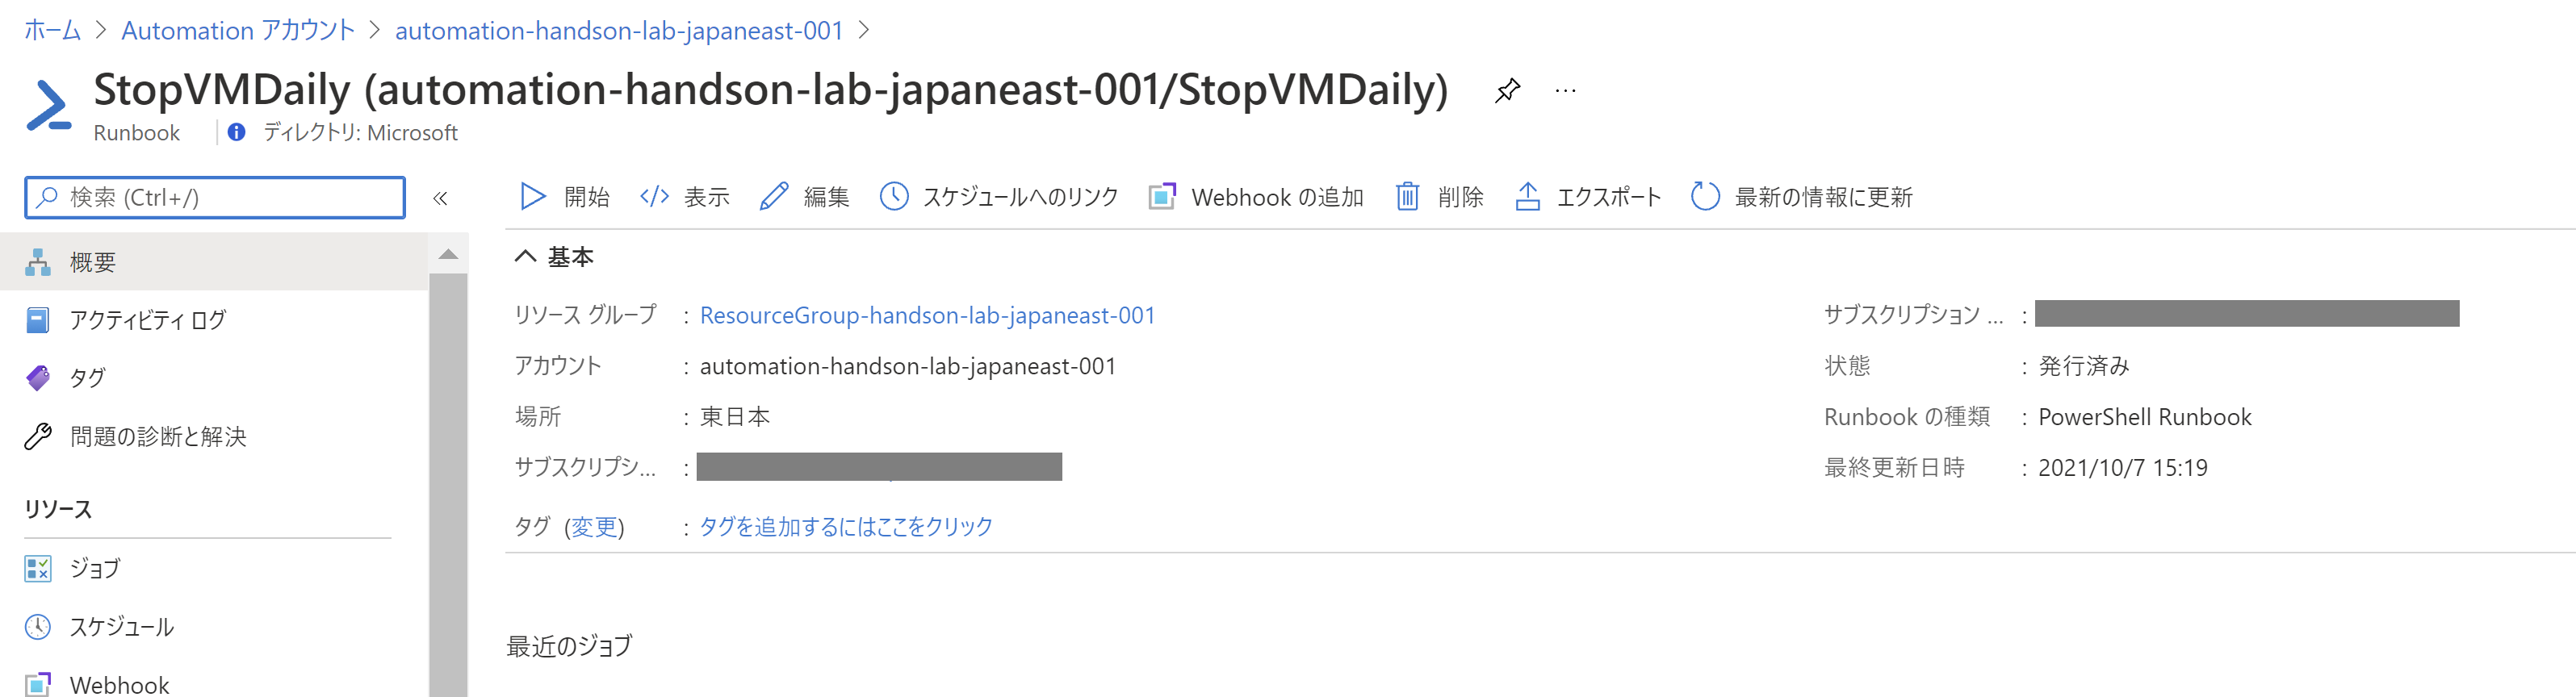 ホーム > Automation アカウント > automation-handson-lab-japaneast-001 >
StopVMDaily (automation-handson-lab-japaneast-001/StopVMDaily) ...
Runbook | ディレクトリ: Microsoft
検索 (Ctrl+/) «
開始 表示 編集 スケジュールへのリンク Webhook の追加 削除 エクスポート 最新の情報に更新
概要
アクティビティ ログ
タグ
問題の診断と解決
リソース
ジョブ
スケジュール
Webhook
基本
リソース グループ : ResourceGroup-handson-lab-japaneast-001
アカウント : automation-handson-lab-japaneast-001
場所 : 東日本
サブスクリプシ... :
タグ (変更) : タグを追加するにはここをクリック
サブスクリプション ... :
状態 : 発行済み
Runbook の種類 : PowerShell Runbook
最終更新日時 : 2021/10/7 15:19
最近のジョブ